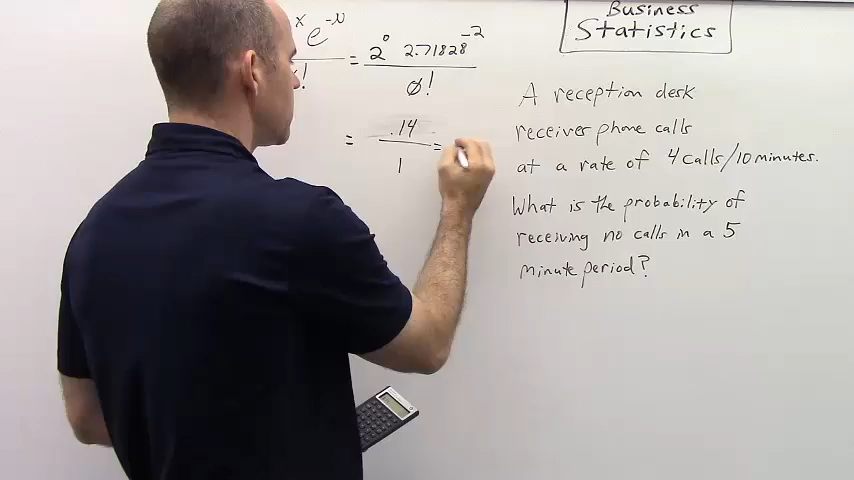 Business
Statistics
x e^-μ
x! = 2^0 2.71828^-2
0!
= .14 =
1
A reception desk
receives phone calls
at a rate of 4 calls/10 minutes.
What is the probability of
receiving no calls in a 5
minute period?